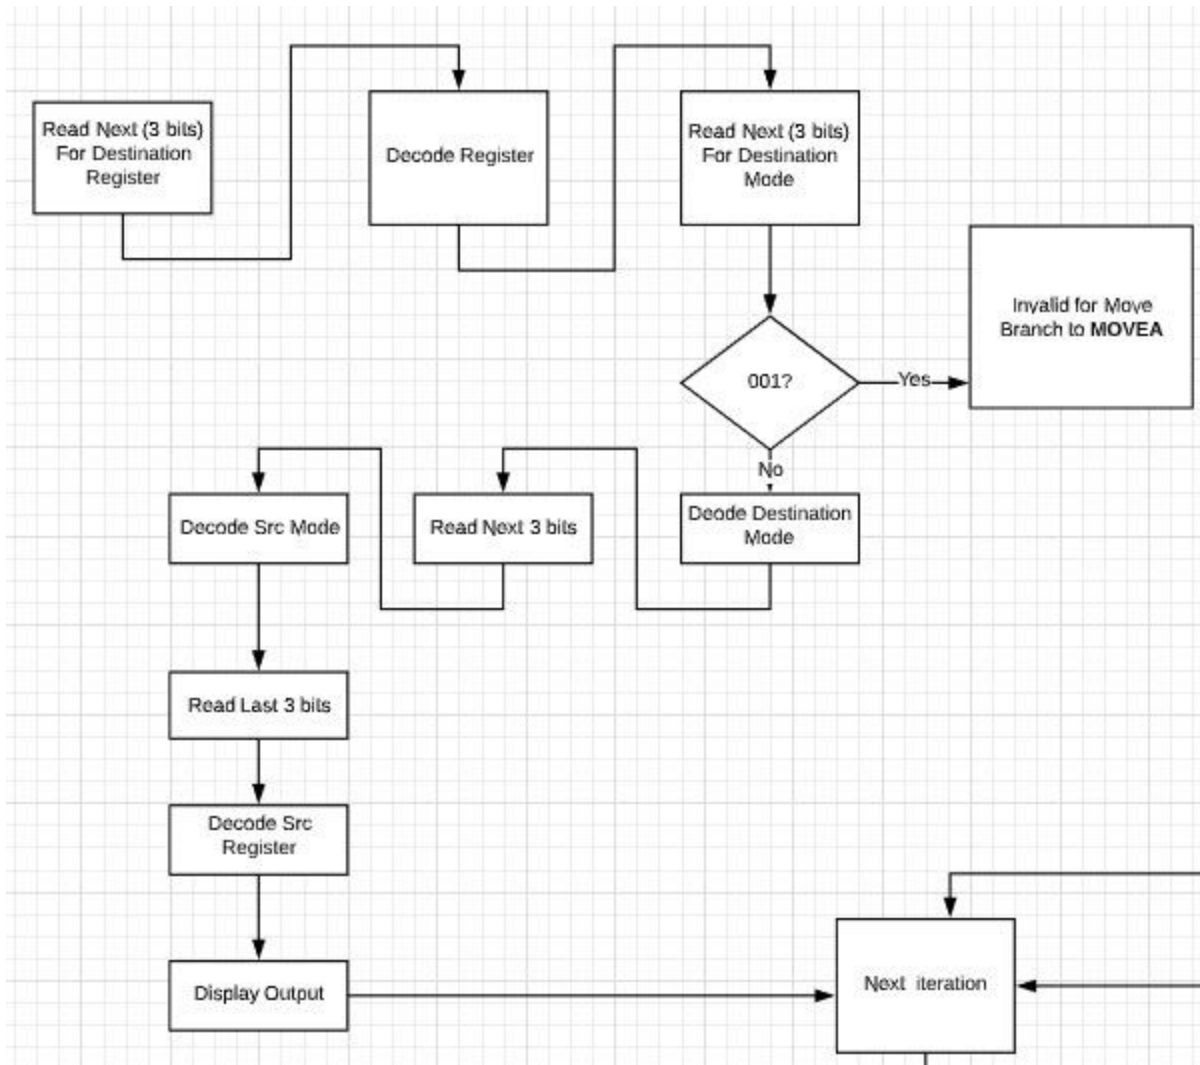 Read Next (3 bits)
For Destination
Register
Decode Register
Read Next (3 bits)
For Destination
Mode
Invalid for Move
Branch to MOVEA
001?
Yes
No
Decode Src Mode
Read Next 3 bits
Deode Destination
Mode
Read Last 3 bits
Decode Src
Register
Display Output
Next iteration